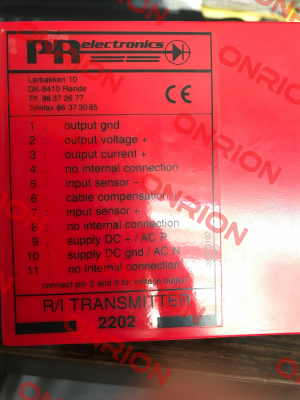 PR electronics
Lerbakken 10
DK-8410 Rønde
Tlf. 86 37 26 77
Telefax 86 37 30 85
CE
1 : output gnd
2 : output voltage +
3 : output current +
4 : no internal connection
5 : input sensor -
6 : cable compensation
7 : input sensor +
8 : no internal connection
9 : supply DC + / AC P
10 : supply DC gnd / AC N
11 : no internal connection
connect pin 2 and 3 for voltage output
R/I TRANSMITTER
2202
ONRION